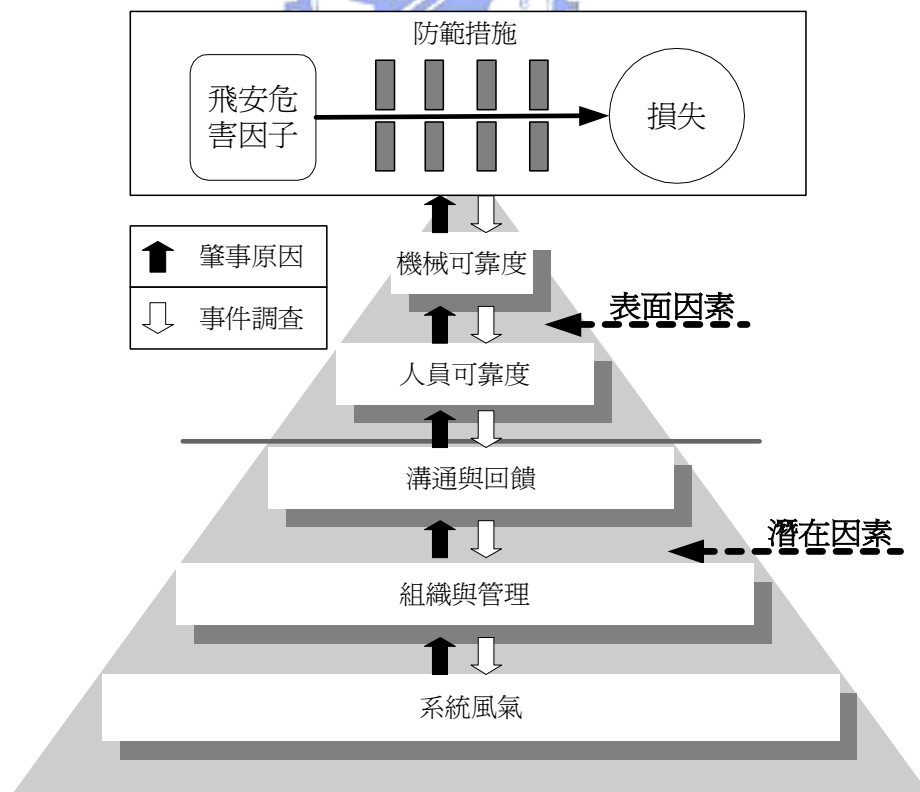 防範措施
飛安危
害因子
損失
肇事原因
事件調查
機械可靠度
表面因素
人員可靠度
溝通與回饋
潛在因素
組織與管理
系統風氣